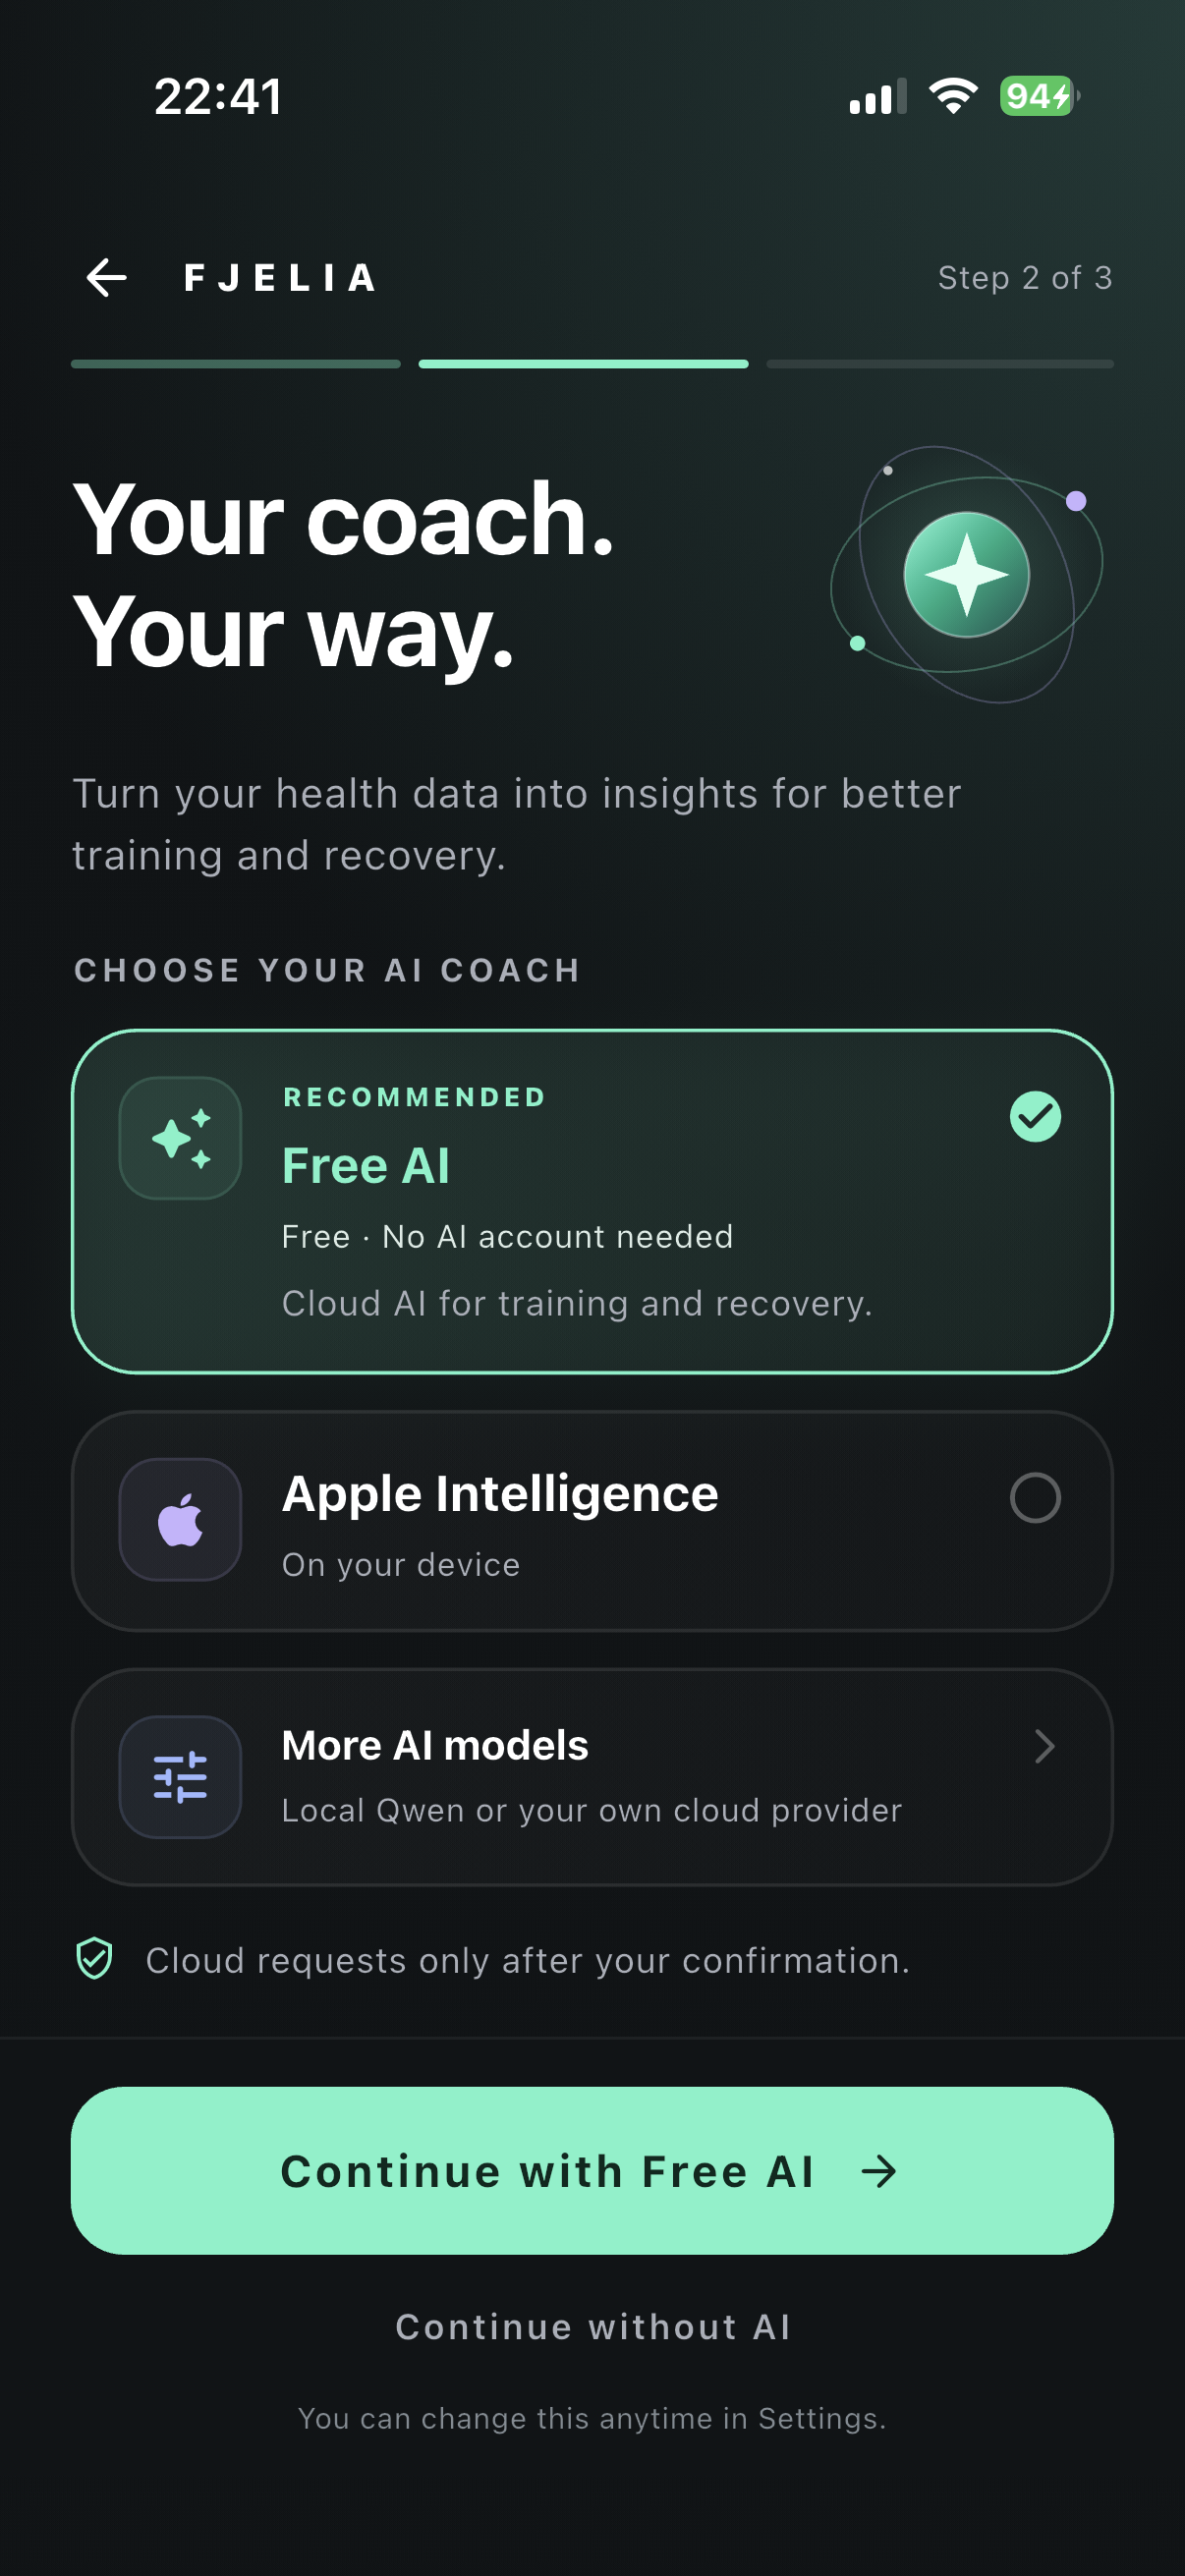 22:41
94
FJELIA
Step 2 of 3
Your coach.
Your way.
Turn your health data into insights for better
training and recovery.
CHOOSE YOUR AI COACH
RECOMMENDED
Free AI
Free · No AI account needed
Cloud AI for training and recovery.
Apple Intelligence
On your device
More AI models
Local Qwen or your own cloud provider
Cloud requests only after your confirmation.
Continue with Free AI
Continue without AI
You can change this anytime in Settings.